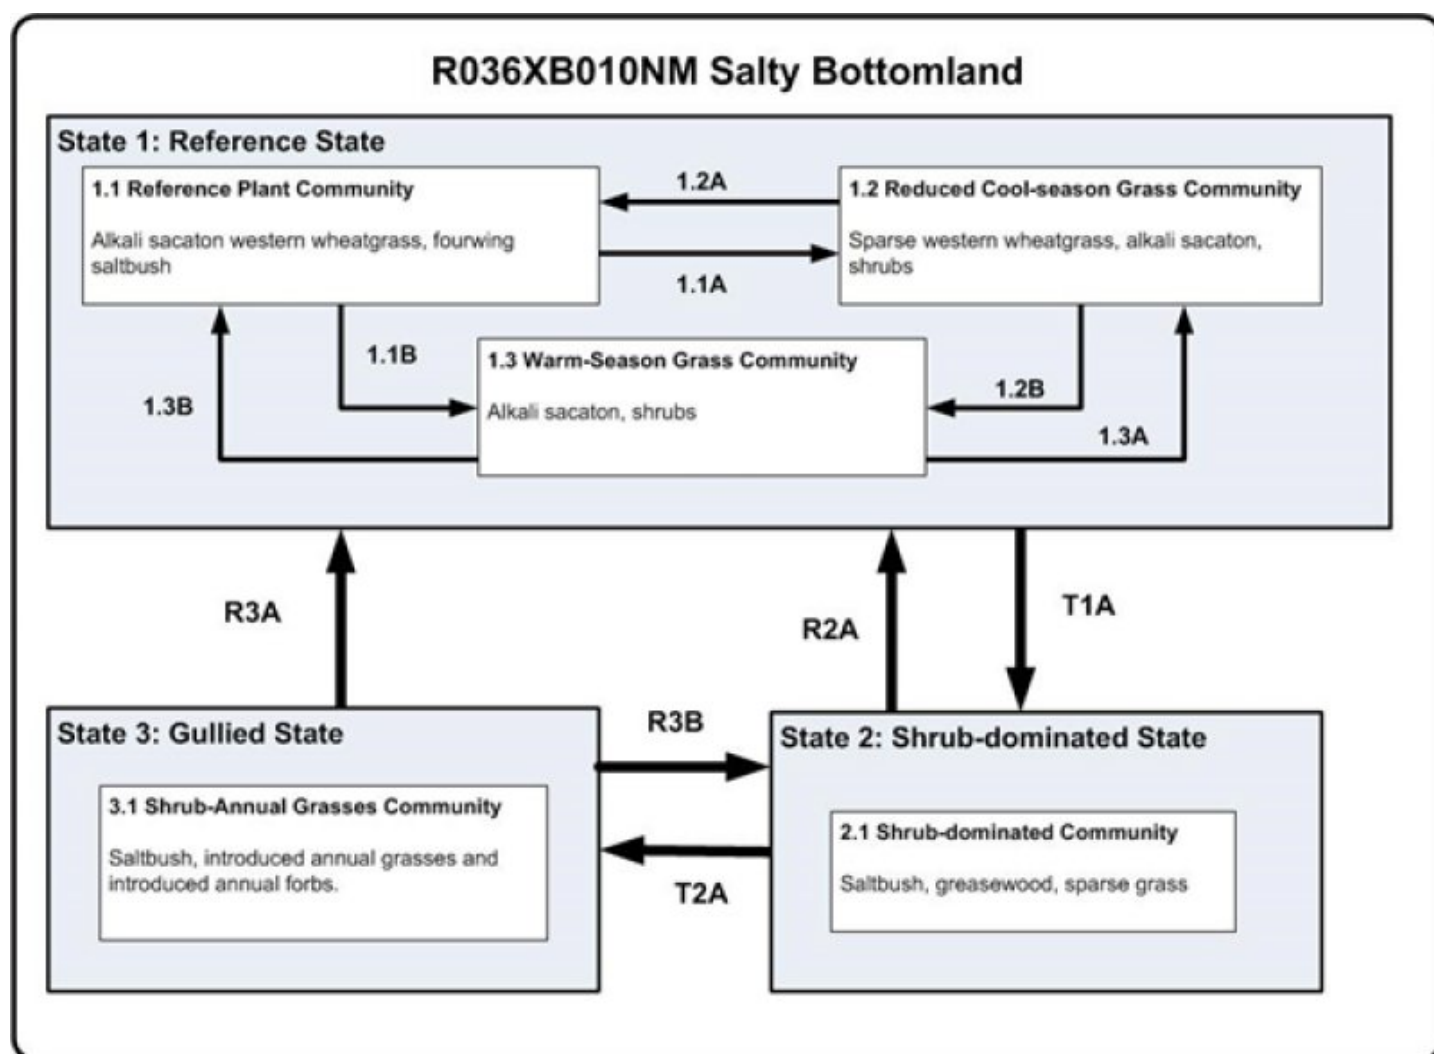 R036XB010NM Salty Bottomland
State 1: Reference State
1.1 Reference Plant Community
Alkali sacaton western wheatgrass, fourwing
saltbush
1.2A
1.1A
1.2 Reduced Cool-season Grass Community
Sparse western wheatgrass, alkali sacaton,
shrubs
1.1B
1.3B
1.3 Warm-Season Grass Community
Alkali sacaton, shrubs
1.2B
1.3A
R3A
R2A
T1A
State 3: Gullied State
3.1 Shrub-Annual Grasses Community
Saltbush, introduced annual grasses and
introduced annual forbs.
R3B
T2A
State 2: Shrub-dominated State
2.1 Shrub-dominated Community
Saltbush, greasewood, sparse grass